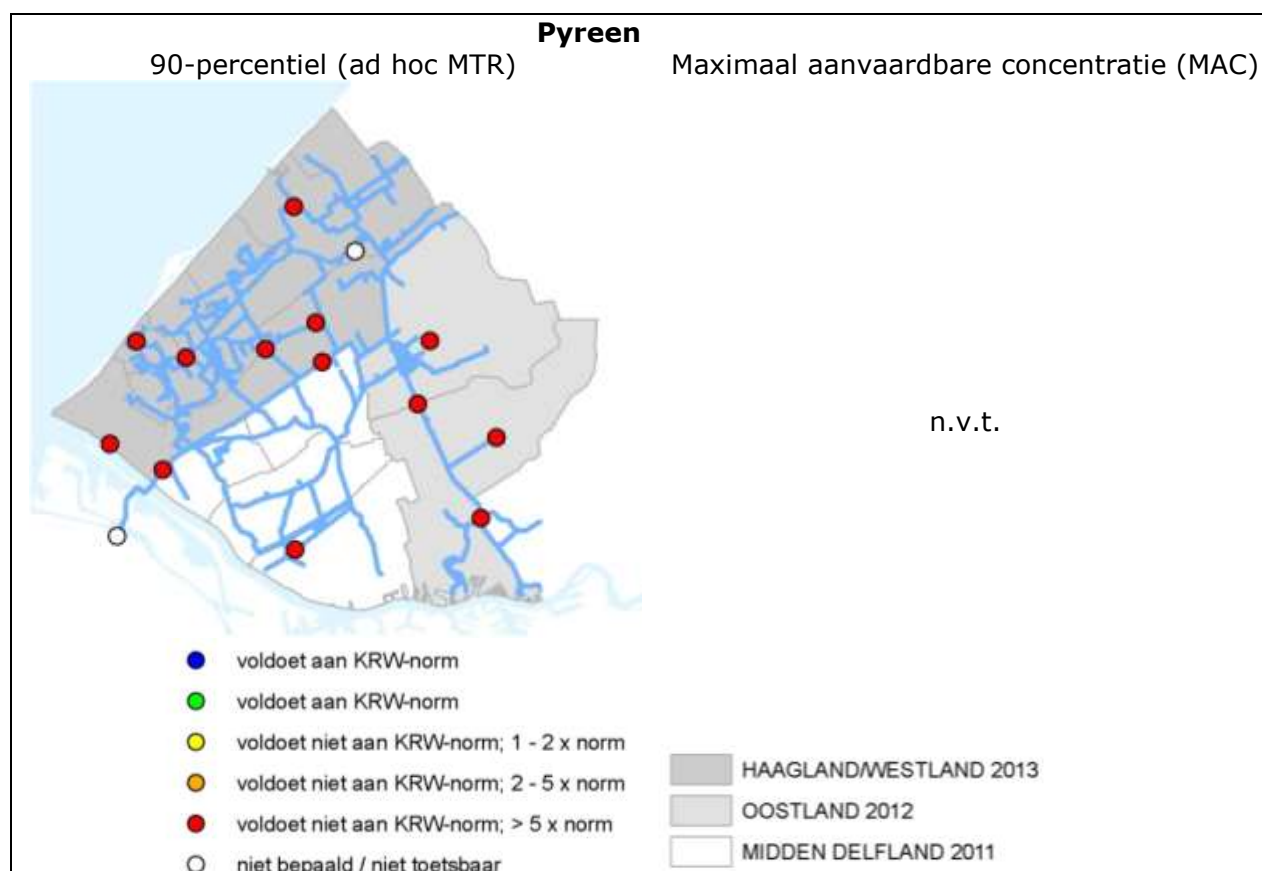 Pyreen
90-percentiel (ad hoc MTR)
Maximaal aanvaardbare concentratie (MAC)
n.v.t.
voldoet aan KRW-norm
voldoet aan KRW-norm
voldoet niet aan KRW-norm; 1 - 2 x norm
voldoet niet aan KRW-norm; 2 - 5 x norm
voldoet niet aan KRW-norm; > 5 x norm
niet bepaald / niet toetsbaar
HAAGLAND/WESTLAND 2013
OOSTLAND 2012
MIDDEN DELFLAND 2011